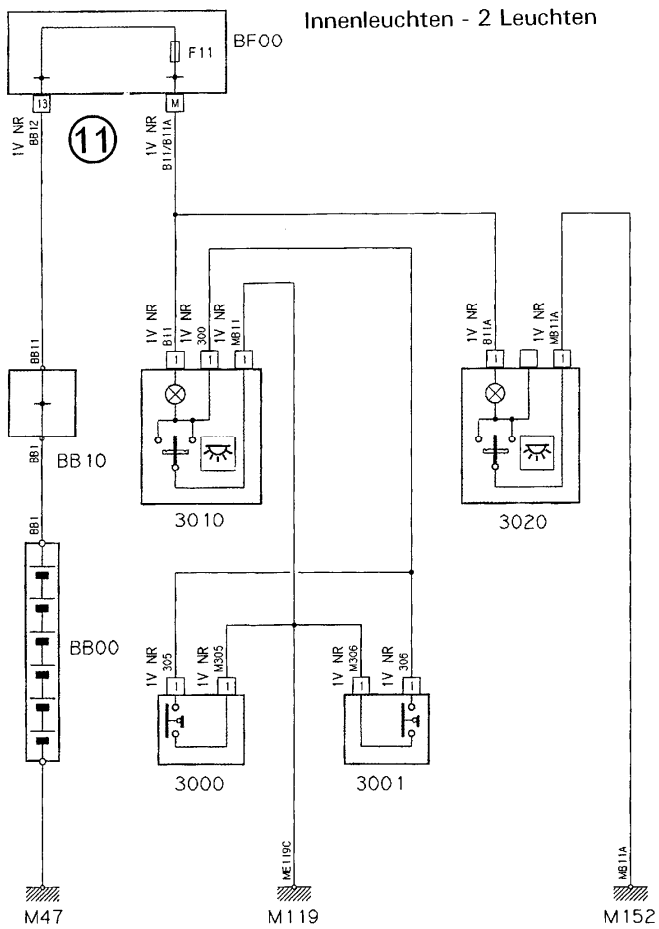 Innenleuchten - 2 Leuchten
BF00
F11
13
M
11
1V NR
BB12
1V NR
B11/B11A
1V NR
B11
1V NR
300
1V NR
MB11
1V NR
B11A
1V NR
MB11A
1
1
1
1
1
BB11
BB10
BB1
3010
3020
BB1
BB00
1V NR
305
1V NR
M305
1V NR
M306
1V NR
306
1
1
1
1
3000
3001
ME119C
MB11A
M47
M119
M152